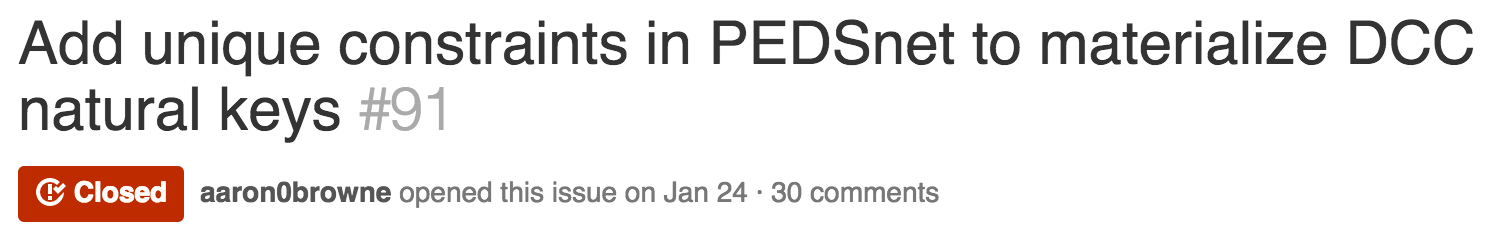 Add unique constraints in PEDSnet to materialize DCC
natural keys #91
Closed aaron0browne opened this issue on Jan 24 · 30 comments